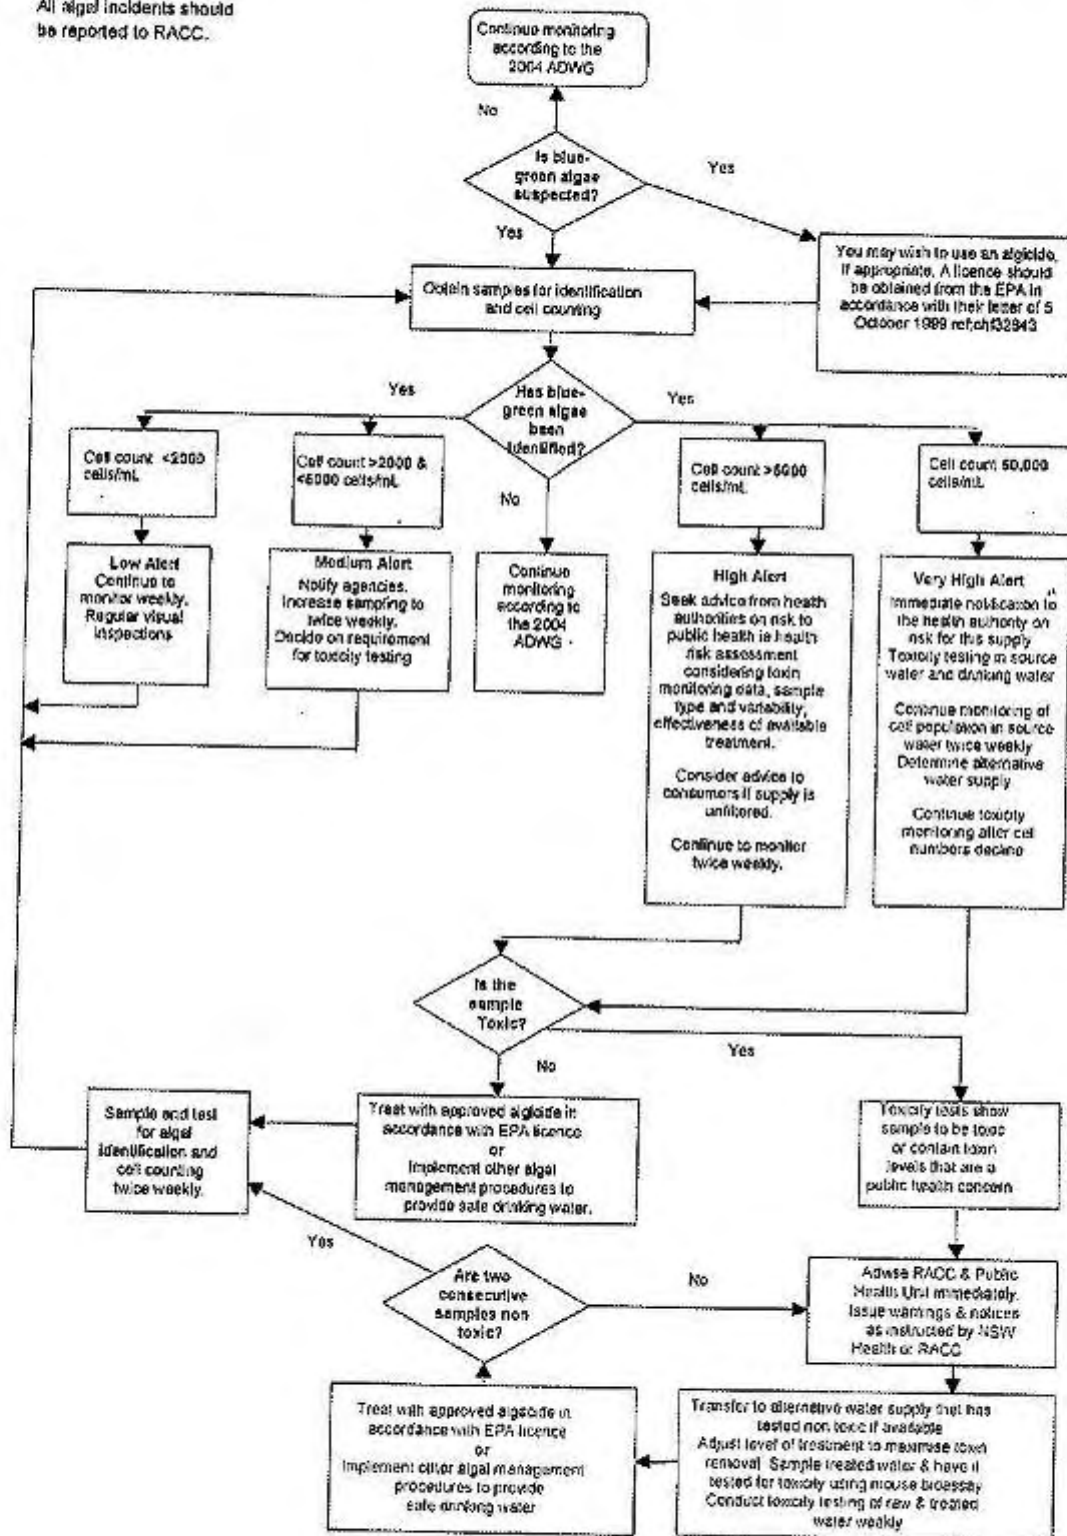 All algal incidents should
be reported to RACC.
Continue monitoring
according to the
2004 ADWG
No
Is blue-
green algae
suspected?
Yes
Yes
You may wish to use an algicide,
if appropriate. A licence should
be obtained from the EPA in
accordance with their letter of 5
October 1999
Obtain samples for identification
and cell counting
Yes
Has blue-
green algae
been
identified?
Yes
No
Cell count <2000
cells/mL
Cell count >2000 &
<5000 cells/mL
Cell count >5000
cells/mL
Cell count 50,000
cells/mL
Low Alert
Continue to
monitor weekly.
Regular visual
inspections
Medium Alert
Notify agencies.
Increase sampling to
twice weekly.
Decide on requirement
for toxicity testing
Continue
monitoring
according to
the 2004
ADWG
High Alert
Seek advice from health
authorities on risk to
public health ie health
risk assessment
considering toxin
monitoring data, sample
type and variability,
effectiveness of available
treatment.
Consider advice to
consumers if supply is
unfiltered.
Continue to monitor
twice weekly.
Very High Alert
Immediate notification to
the health authority on
risk for this supply
Toxicity testing in source
water and drinking water
Continue monitoring of
cell population in source
water twice weekly
Determine alternative
water supply
Continue toxicity
monitoring after cell
numbers decline
Is the
sample
Toxic?
Yes
No
Sample and test
for algal
identification and
cell counting
twice weekly.
Treat with approved algicide in
accordance with EPA licence
or
Implement other algal
management procedures to
provide safe drinking water.
Toxicity tests show
sample to be toxic
or contain toxin
levels that are a
public health concern
Yes
Are two
consecutive
samples non
toxic?
No
Advise RACC & Public
Health Unit immediately.
Issue warnings & notices
as instructed by NSW
Health or RACC
Treat with approved algicide in
accordance with EPA licence
or
Implement other algal management
procedures to provide
safe drinking water
Transfer to alternative water supply that has
tested non toxic if available
Adjust level of treatment to maximise toxin
removal. Sample treated water & have it
tested for toxicity using mouse bioassay
Conduct toxicity testing of raw & treated
water weekly